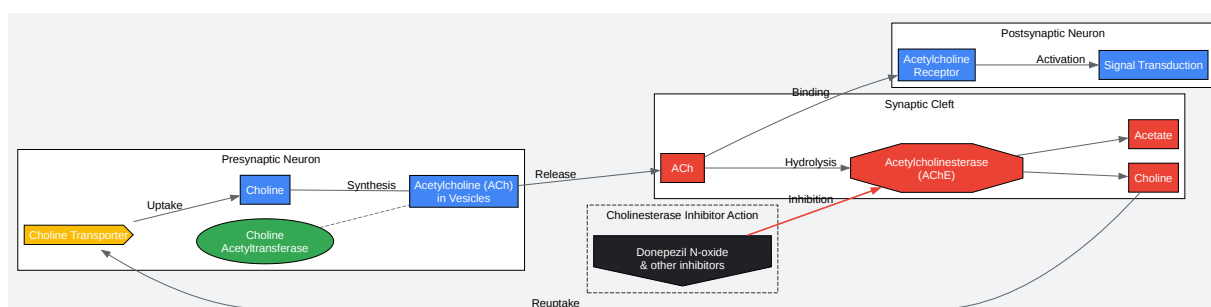 Postsynaptic Neuron
Acetylcholine
Receptor
Activation
Signal Transduction
Binding
Synaptic Cleft
Acetate
Presynaptic Neuron
Release
ACh
Hydrolysis
Acetylcholinesterase
(AChE)
Choline
Choline
Synthesis
Acetylcholine (ACh)
in Vesicles
Uptake
Inhibition
Cholinesterase Inhibitor Action
Choline Transporter
Choline
Acetyltransferase
Donepezil N-oxide
& other inhibitors
Reuptake